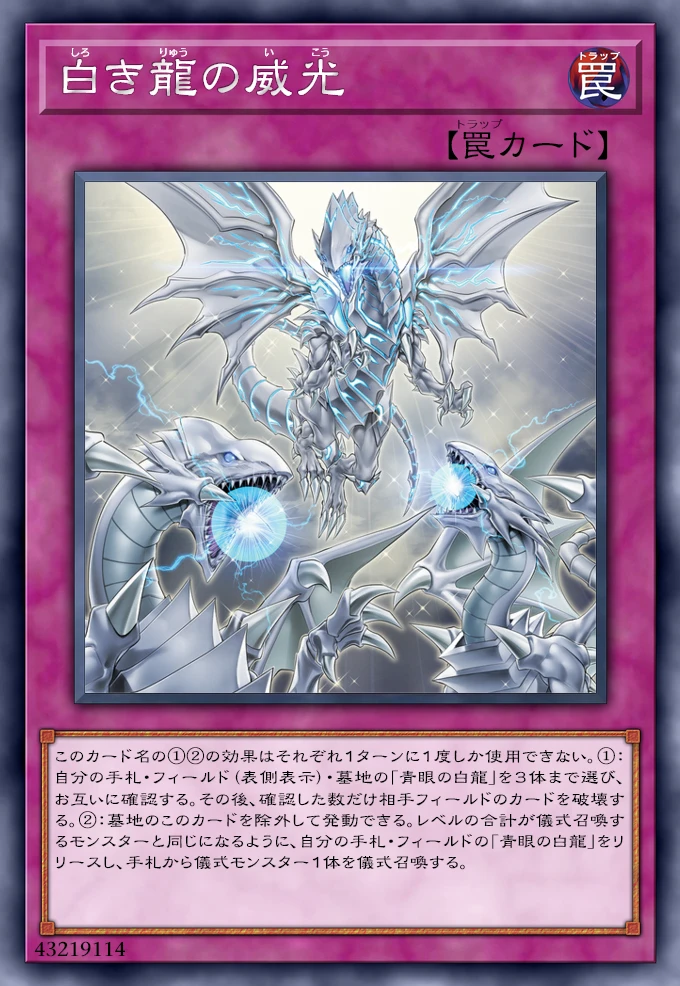 しろ りゅう い こう
白き龍の威光
トラップ
罠
トラップ
【罠カード】
このカード名の①②の効果はそれぞれ1ターンに1度しか使用できない。①:
自分の手札・フィールド(表側表示)・墓地の「青眼の白龍」を3体まで選び、
お互いに確認する。その後、確認した数だけ相手フィールドのカードを破壊す
る。②:墓地のこのカードを除外して発動できる。レベルの合計が儀式召喚す
るモンスターと同じになるように、自分の手札・フィールドの「青眼の白龍」をリ
リースし、手札から儀式モンスター1体を儀式召喚する。
43219114